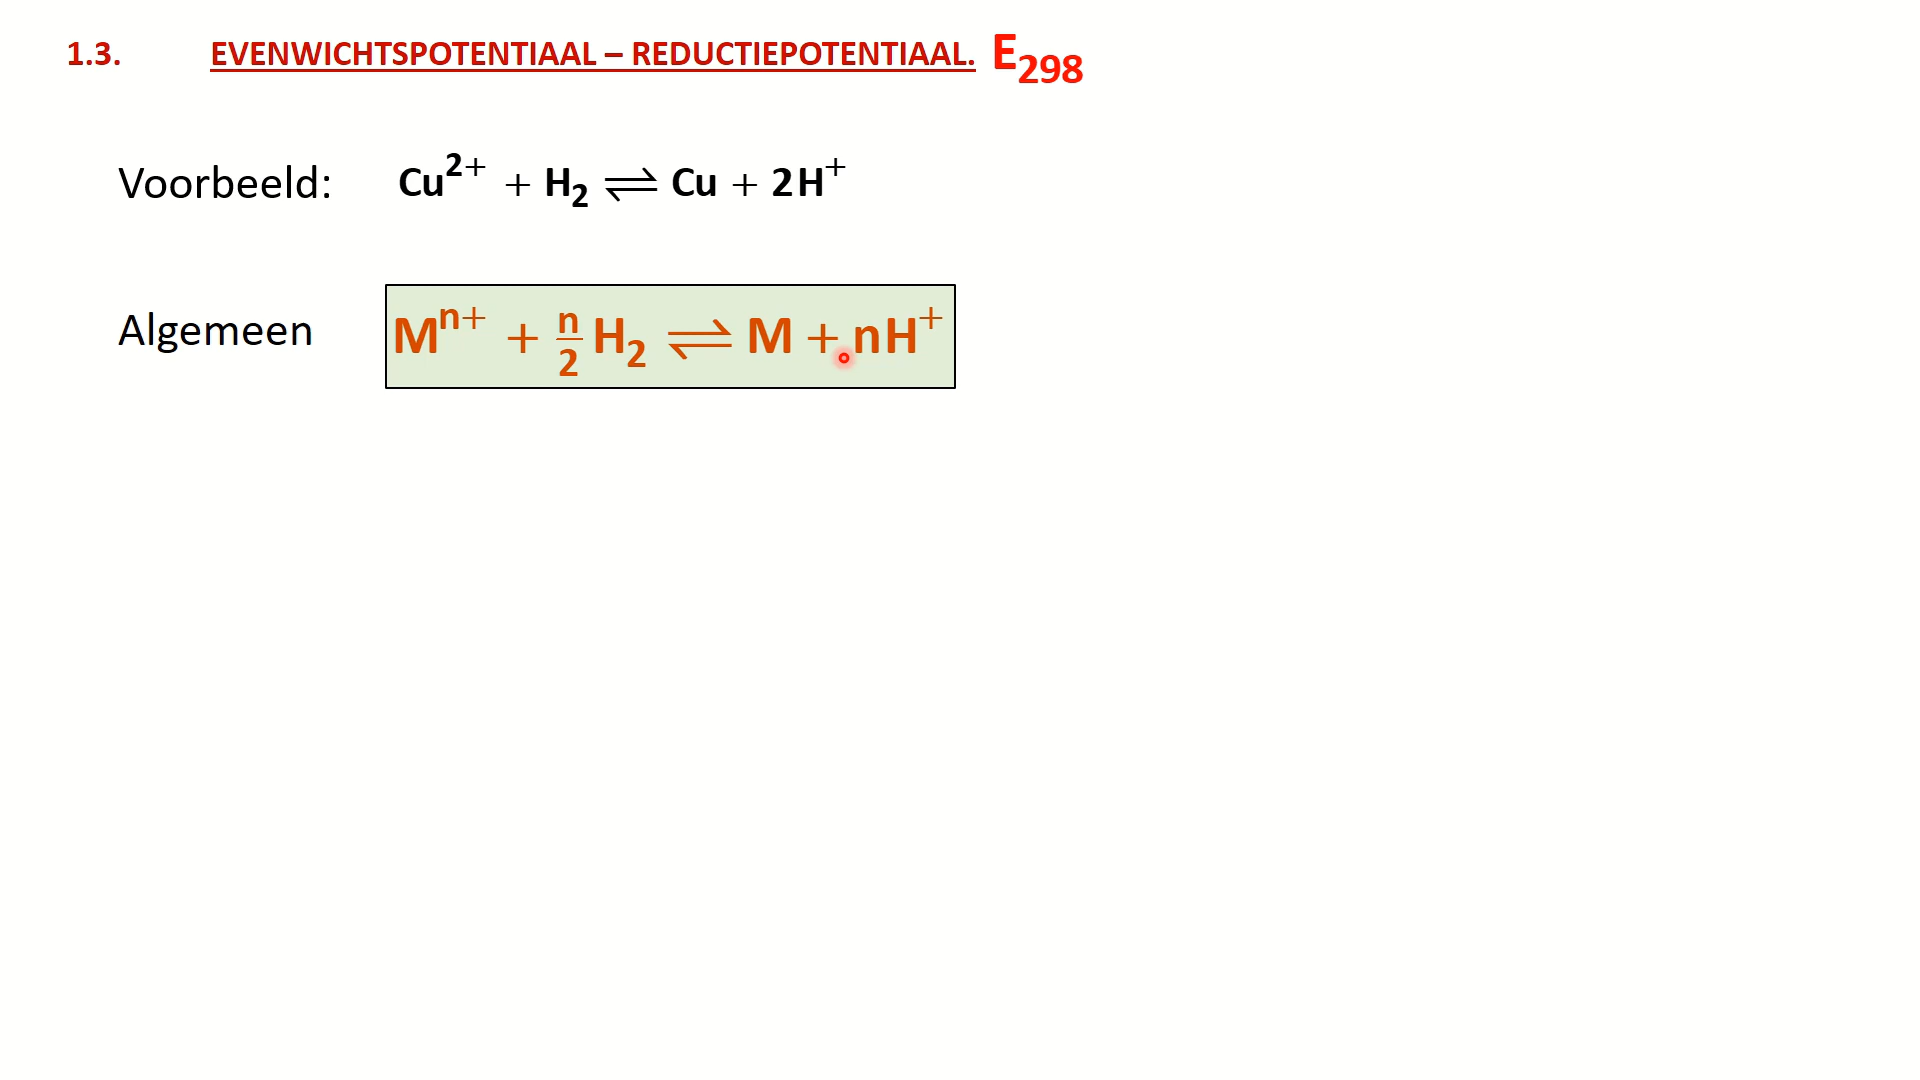 1.3. EVENWICHTSPOTENTIAAL – REDUCTIEPOTENTIAAL. E₂₉₈
Voorbeeld: Cu²⁺ + H₂ ⇌ Cu + 2H⁺
Algemeen Mⁿ⁺ + n/2 H₂ ⇌ M + nH⁺